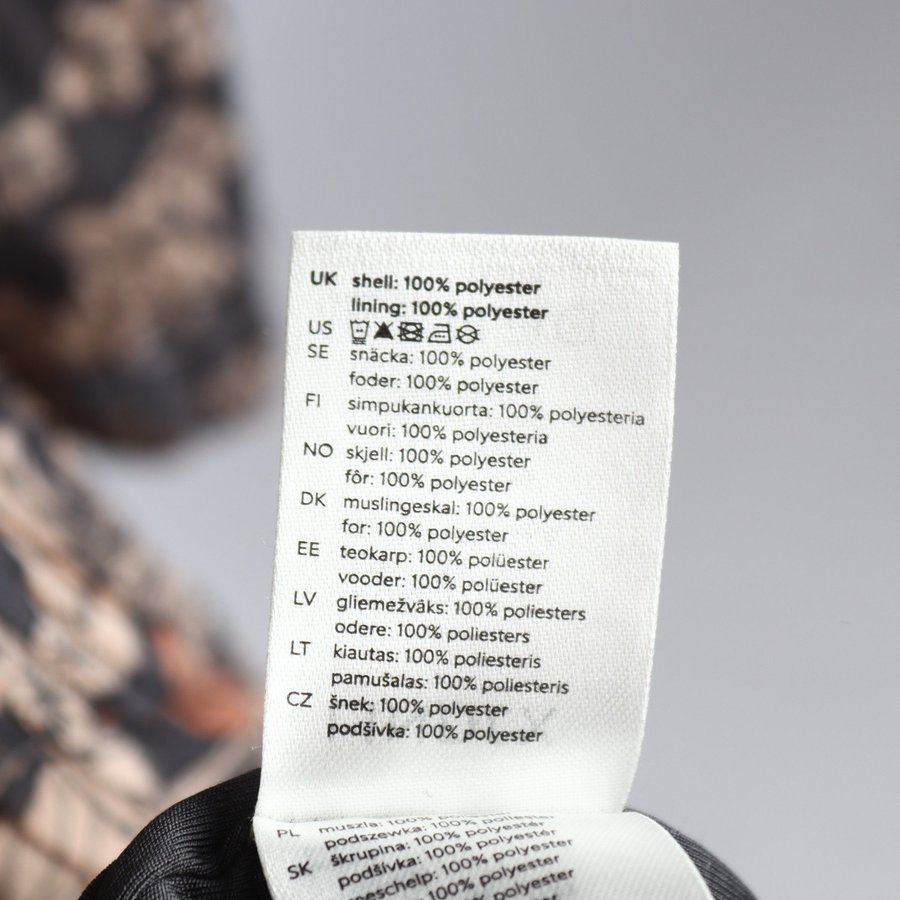 UK shell: 100% polyester
lining: 100% polyester
US
SE snäcka: 100% polyester
foder: 100% polyester
FI simpukankuorta: 100% polyesteria
vuori: 100% polyesteria
NO skjell: 100% polyester
fôr: 100% polyester
DK muslingeskal: 100% polyester
for: 100% polyester
EE teokarp: 100% polüester
vooder: 100% polüester
LV gliemežvāks: 100% poliesters
odere: 100% poliesters
LT kiautas: 100% poliesteris
pamušalas: 100% poliesteris
CZ šnek: 100% polyester
podšívka: 100% polyester
PL muszla: 100% poliester
podszewka: 100% polyester
SK škrupina: 100% polyester
podšívka: 100% polyester
100% polyester